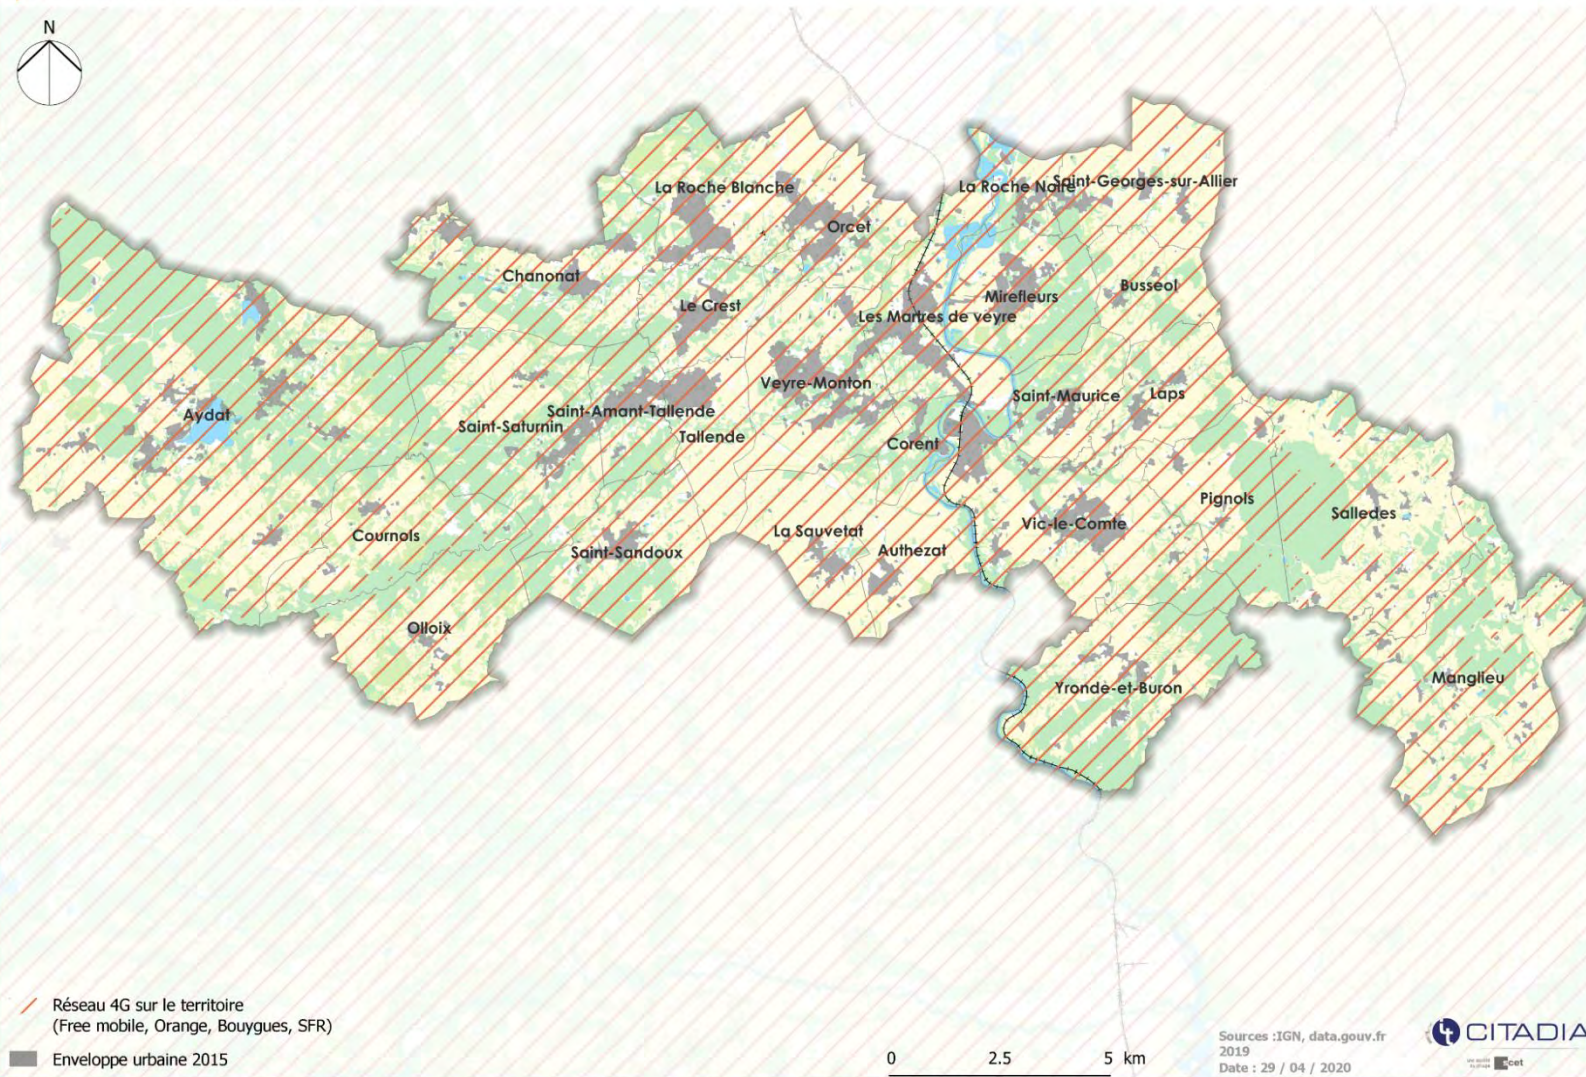 N
La Roche Blanche
La Roche Noire
Saint-Georges-sur-Allier
Orcet
Chanonat
Busséol
Le Crest
Mirefleurs
Les Martres de veyre
Veyre-Monton
Aydat
Saint-Amant-Tallende
Saint-Maurice
Laps
Saint-Saturnin
Tallende
Corent
Pignols
Salledes
Cournols
La Sauvetat
Vic-le-Comte
Saint-Sandoux
Authezat
Olloix
Manglieu
Yronde-et-Buron
Réseau 4G sur le territoire
(Free mobile, Orange, Bouygues, SFR)
Enveloppe urbaine 2015
0 2.5 5 km
Sources :IGN, data.gouv.fr
2019
Date : 29 / 04 / 2020
CITADIA
cet